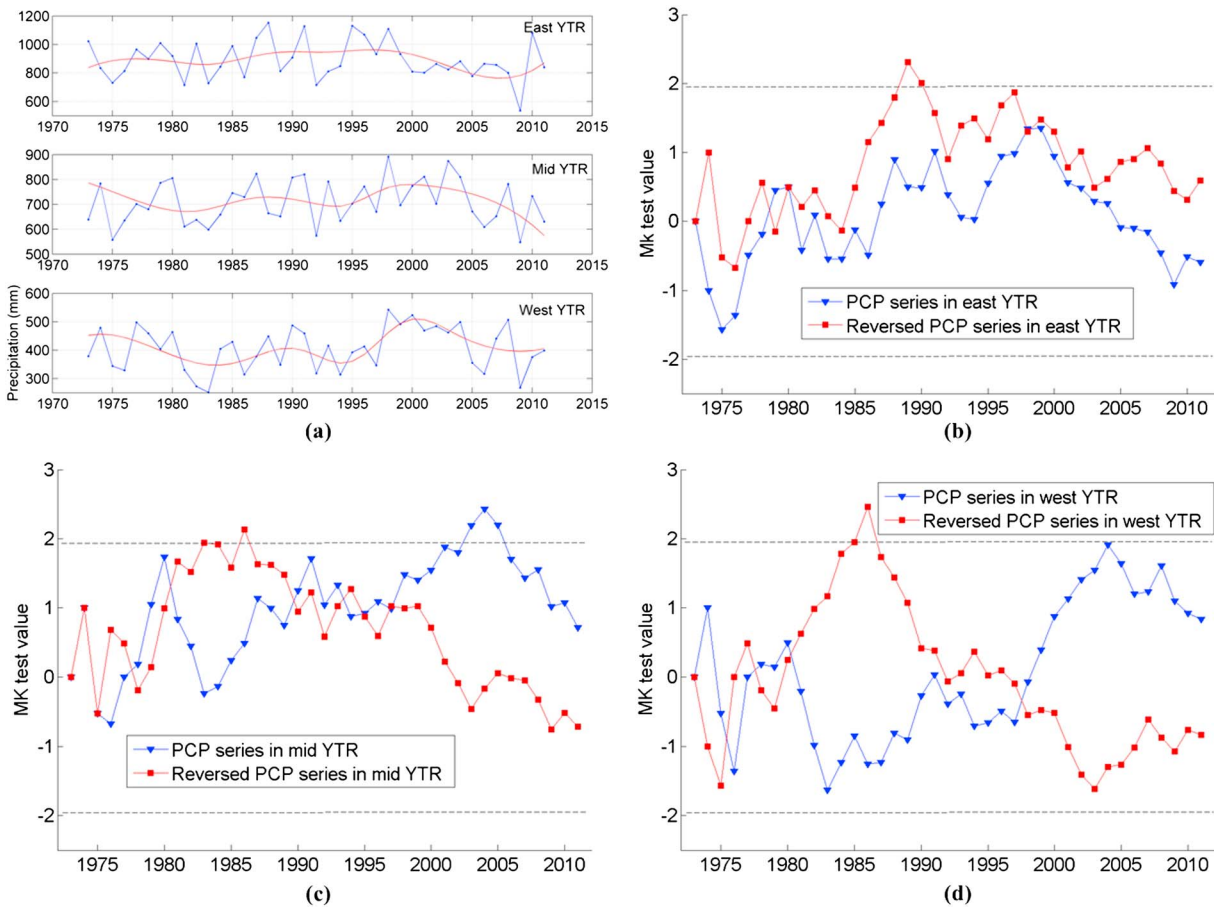 East YTR
1200
1000
800
600
1970 1975 1980 1985 1990 1995 2000 2005 2010 2015
Mid YTR
900
800
700
600
500
1970 1975 1980 1985 1990 1995 2000 2005 2010 2015
West YTR
600
500
400
300
Precipitation (mm)
1970 1975 1980 1985 1990 1995 2000 2005 2010 2015
(a)
3
2
1
0
-1
-2
Mk test value
PCP series in east YTR
Reversed PCP series in east YTR
1975 1980 1985 1990 1995 2000 2005 2010
(b)
3
2
1
0
-1
-2
MK test value
PCP series in mid YTR
Reversed PCP series in mid YTR
1975 1980 1985 1990 1995 2000 2005 2010
(c)
3
2
1
0
-1
-2
MK test value
PCP series in west YTR
Reversed PCP series in west YTR
1975 1980 1985 1990 1995 2000 2005 2010
(d)